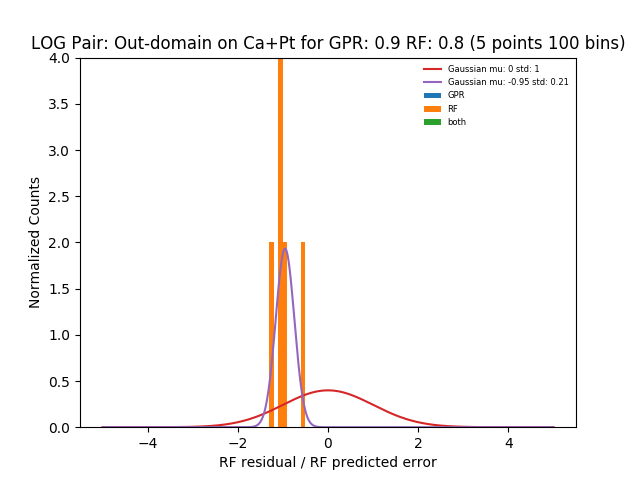 LOG Pair: Out-domain on Ca+Pt for GPR: 0.9 RF: 0.8 (5 points 100 bins)
Gaussian mu: 0 std: 1
Gaussian mu: -0.95 std: 0.21
GPR
RF
both
Normalized Counts
4.0
3.5
3.0
2.5
2.0
1.5
1.0
0.5
0.0
−4 −2 0 2 4
RF residual / RF predicted error